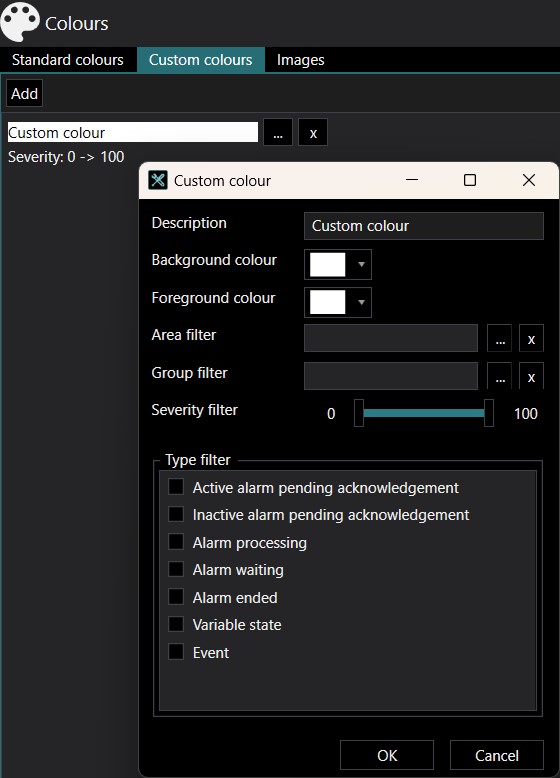 Colours
Standard colours Custom colours Images
Add
Custom colour ... x
Severity: 0 -> 100
Custom colour
Description Custom colour
Background colour
Foreground colour
Area filter ... x
Group filter ... x
Severity filter 0 100
Type filter
Active alarm pending acknowledgement
Inactive alarm pending acknowledgement
Alarm processing
Alarm waiting
Alarm ended
Variable state
Event
OK Cancel